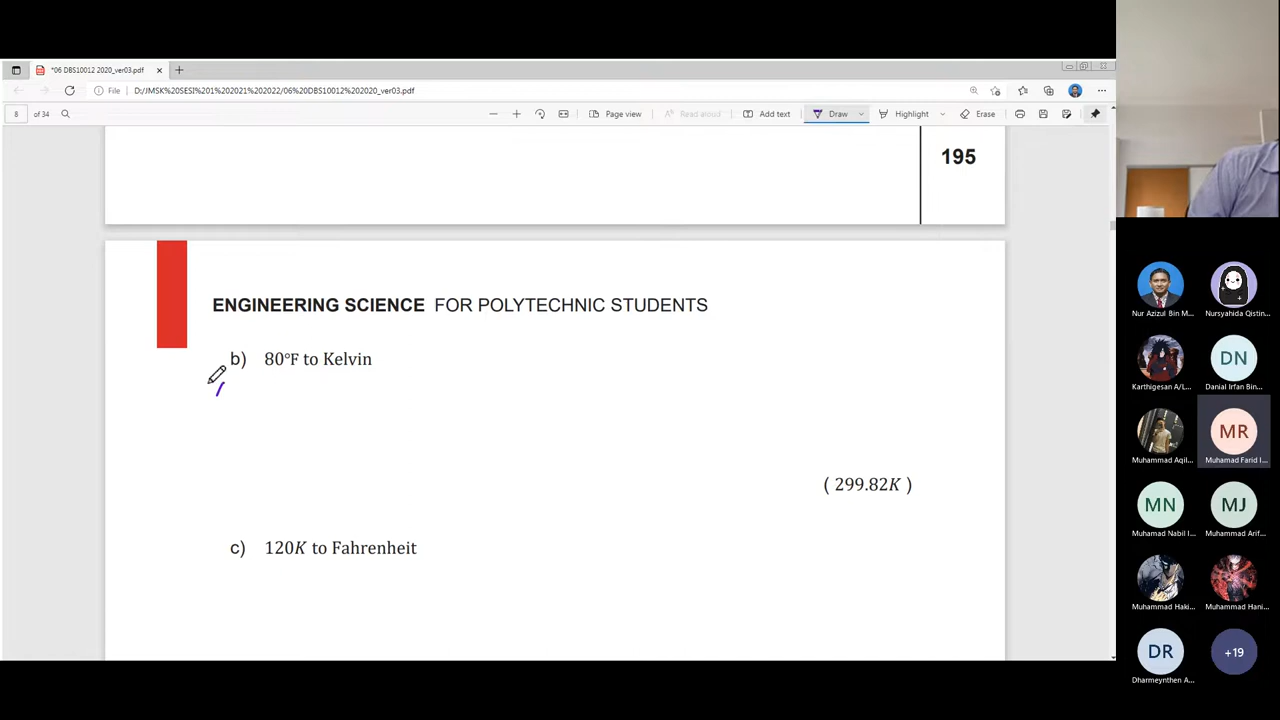 *06 DBS10012 2020_ver03.pdf
File D:/JMSK%20SESI%201%202021%202022/06%20DBS10012%202020_ver03.pdf
8 of 34 Page view Read aloud Add text Draw Highlight Erase
195
ENGINEERING SCIENCE FOR POLYTECHNIC STUDENTS
b) 80°F to Kelvin
( 299.82K )
c) 120K to Fahrenheit
Nur Azizul Bin M...
Nursyahida Qistin...
DN
Karthigesan A/L...
Danial Irfan Bin...
MR
Muhammad Aqil...
Muhamad Farid I...
MN
MJ
Muhamad Nabil I...
Muhammad Arif...
Muhammad Haki...
Muhammad Hani...
DR
+19
Dharmeynthen A...